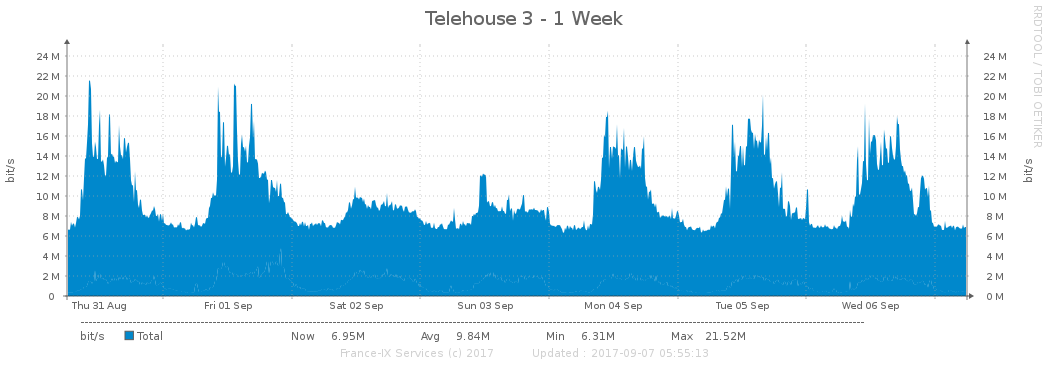 Telehouse 3 - 1 Week
RRDTOOL / TOBI OETIKER
bit/s
24 M 24 M
22 M 22 M
20 M 20 M
18 M 18 M
16 M 16 M
14 M 14 M
12 M 12 M
10 M 10 M
8 M 8 M
6 M 6 M
4 M 4 M
2 M 2 M
0 0 M
bit/s
Thu 31 Aug Fri 01 Sep Sat 02 Sep Sun 03 Sep Mon 04 Sep Tue 05 Sep Wed 06 Sep
bit/s Total Now 6.95M Avg 9.84M Min 6.31M Max 21.52M
France-IX Services (c) 2017 Updated : 2017-09-07 05:55:13